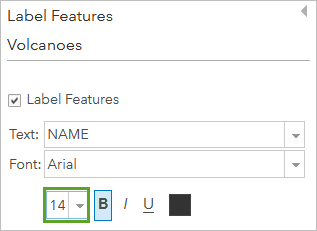 Label Features
Volcanoes
Label Features
Text: NAME
Font: Arial
14 B I U